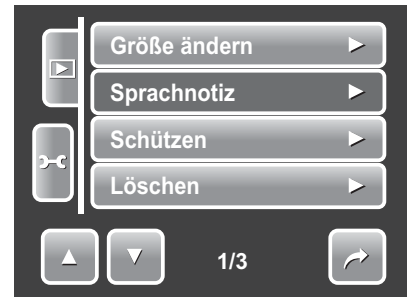 Größe ändern
Sprachnotiz
Schützen
Löschen
1/3